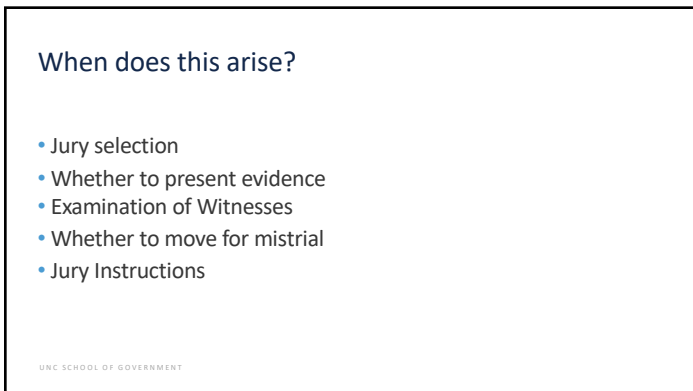 When does this arise?
• Jury selection
• Whether to present evidence
• Examination of Witnesses
• Whether to move for mistrial
• Jury Instructions
UNC SCHOOL OF GOVERNMENT